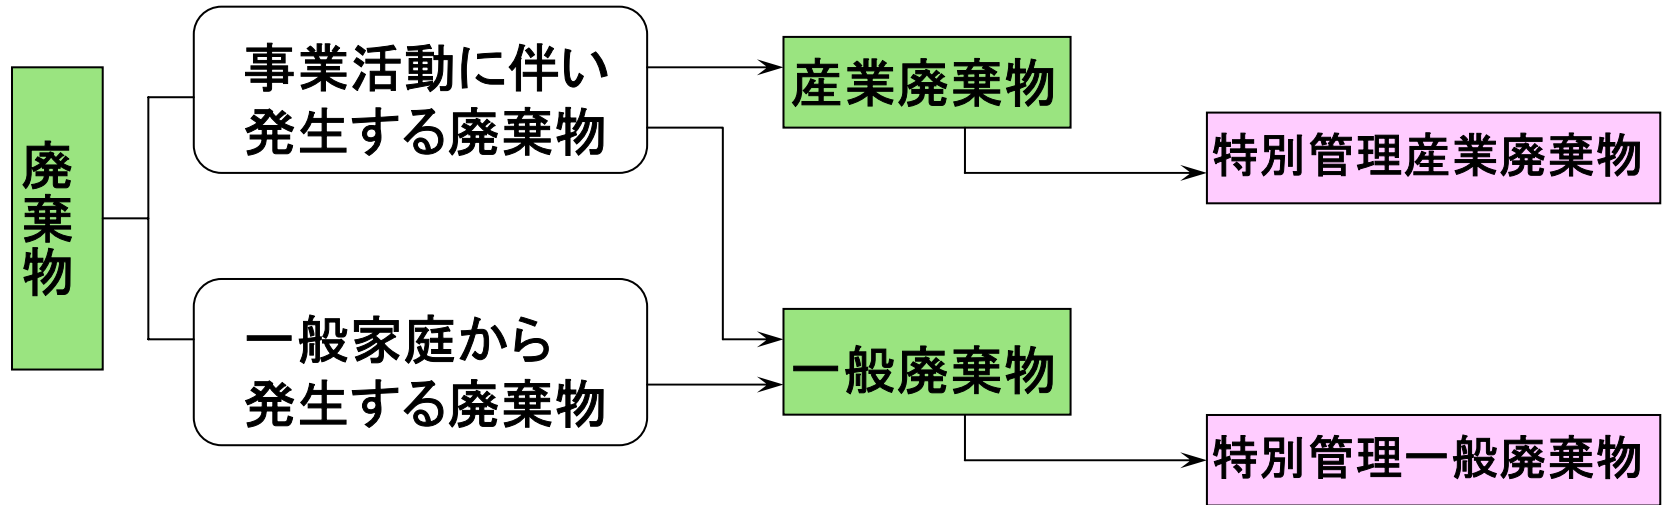 廃棄物
事業活動に伴い
発生する廃棄物
一般家庭から
発生する廃棄物
産業廃棄物
一般廃棄物
特別管理産業廃棄物
特別管理一般廃棄物